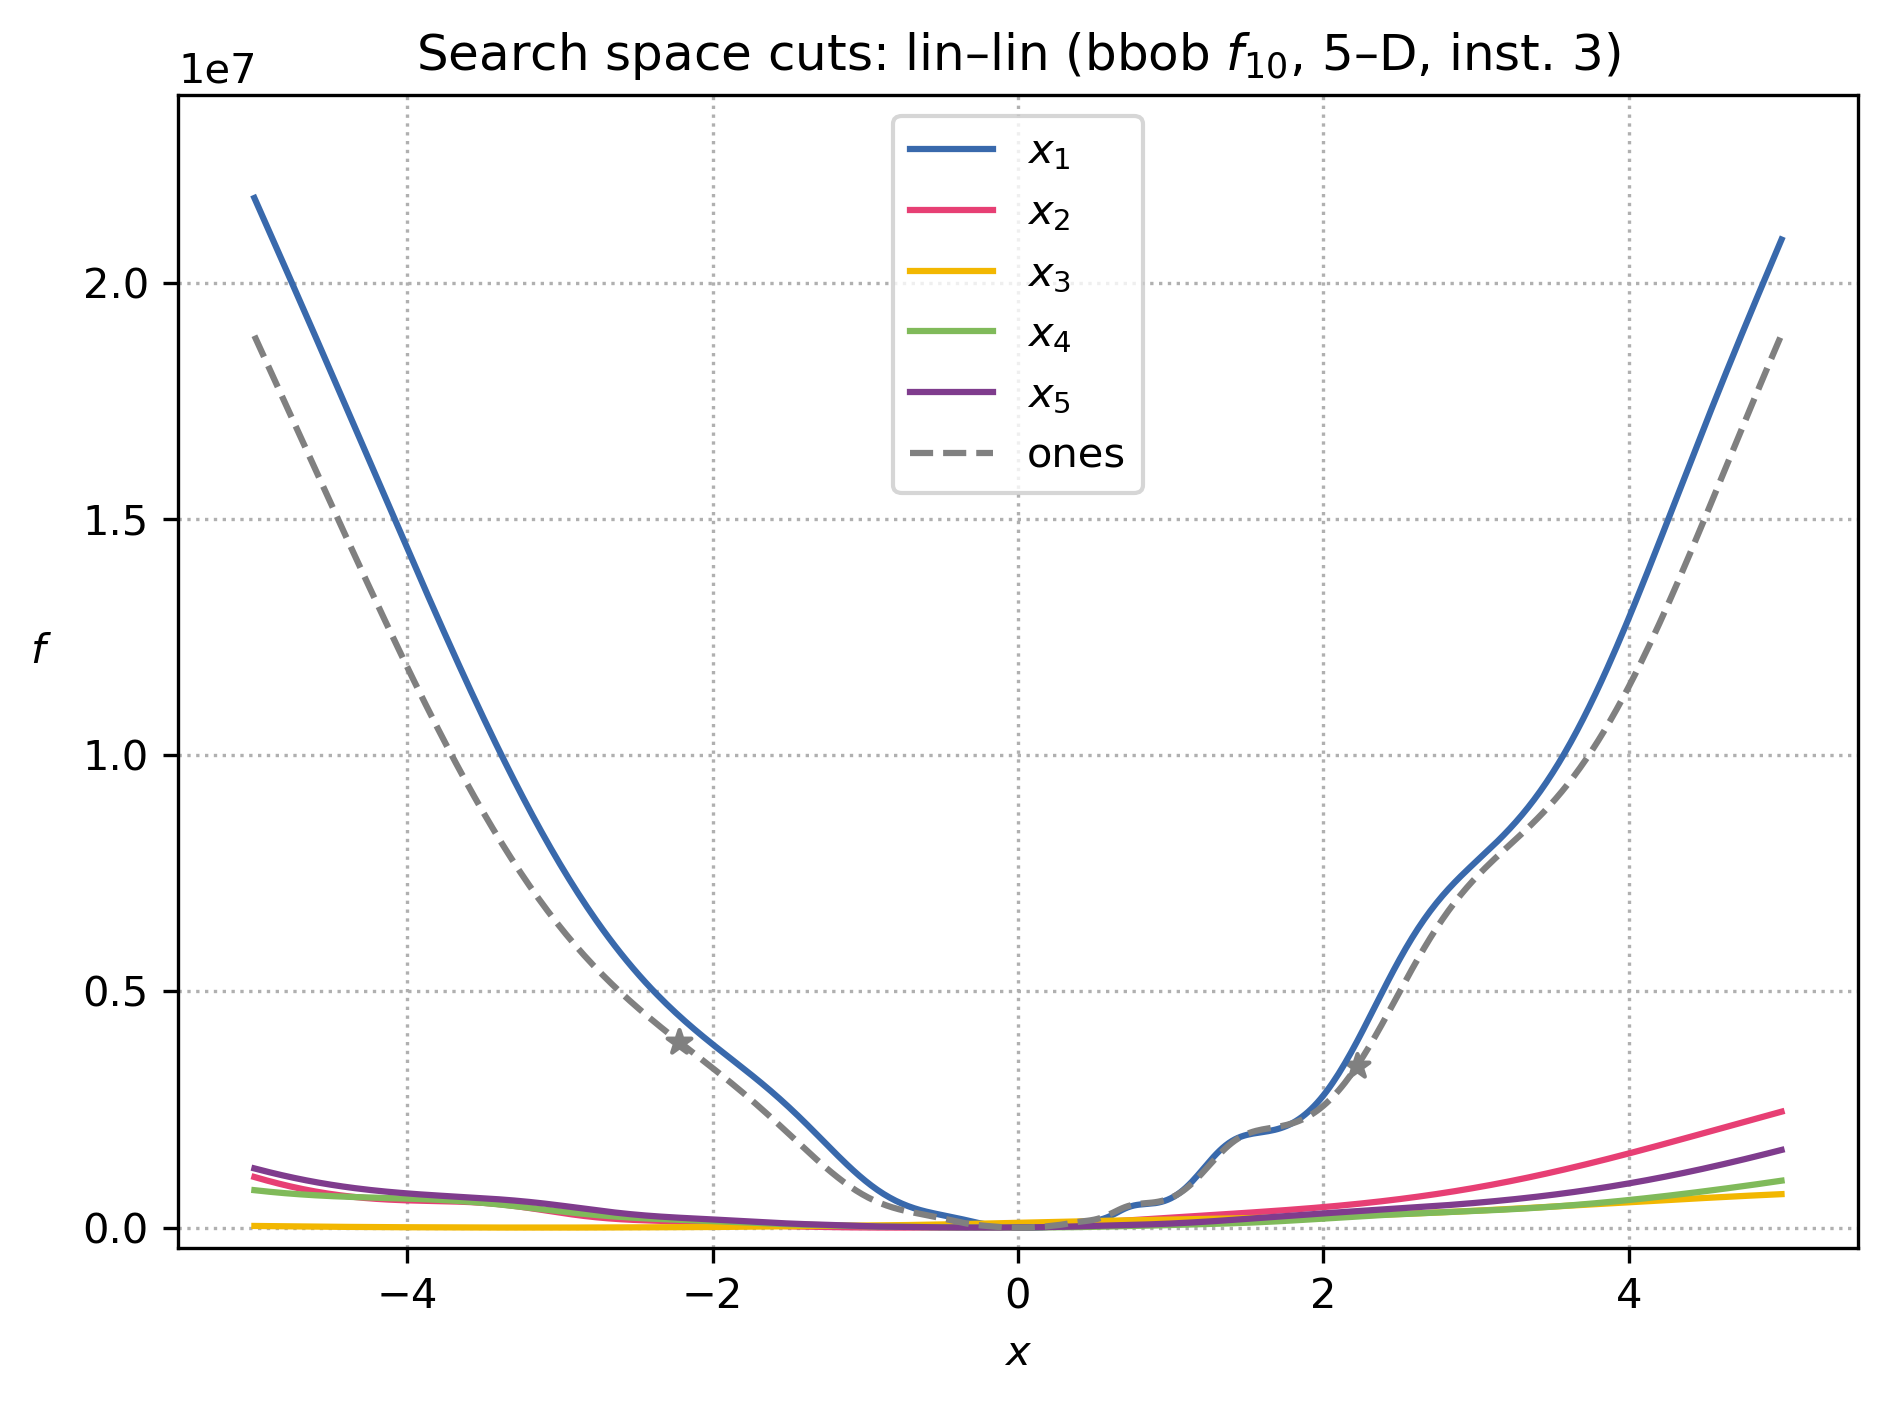 Search space cuts: lin–lin (bbob f₁₀, 5–D, inst. 3)
1e7
x₁
x₂
x₃
x₄
x₅
ones
2.0
1.5
1.0
0.5
0.0
f
−4 −2 0 2 4
x